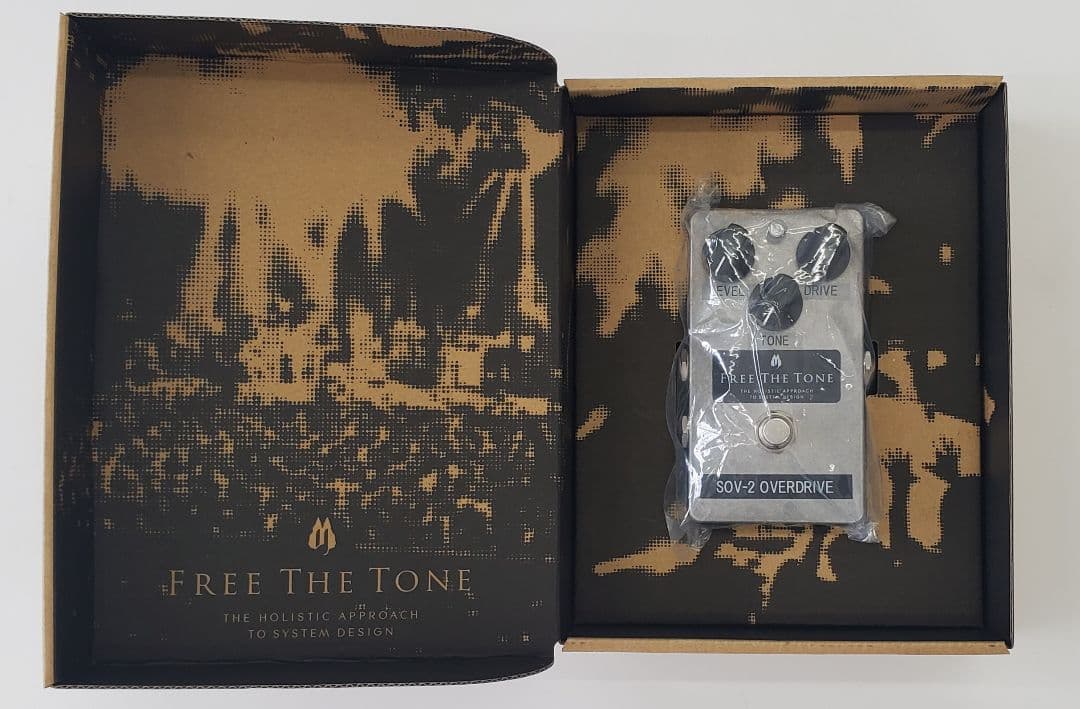 FREE THE TONE
THE HOLISTIC APPROACH
TO SYSTEM DESIGN
LEVEL DRIVE
TONE
FREE THE TONE
THE HOLISTIC APPROACH
TO SYSTEM DESIGN
SOV-2 OVERDRIVE